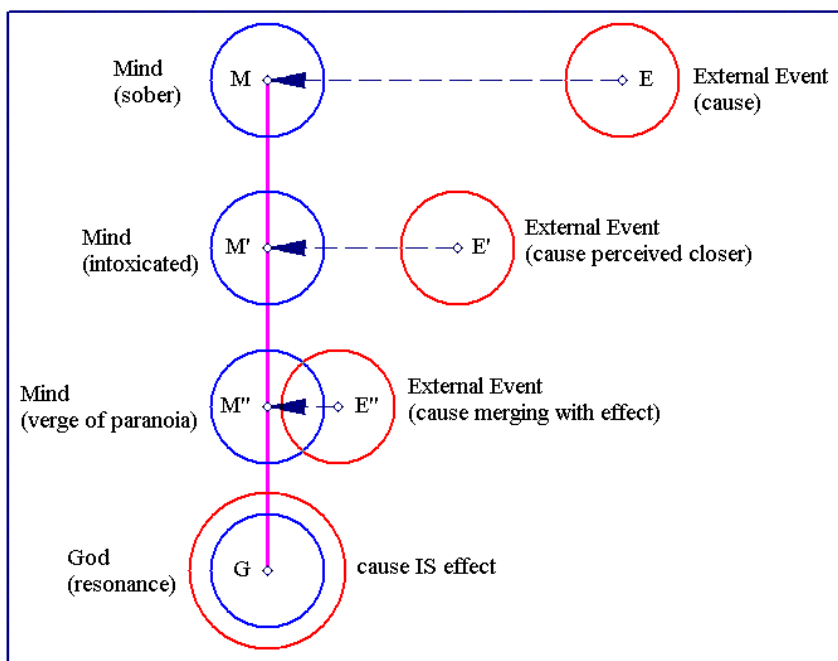 Mind
(sober)
M
E
External Event
(cause)
Mind
(intoxicated)
M'
E'
External Event
(cause perceived closer)
Mind
(verge of paranoia)
M"
E"
External Event
(cause merging with effect)
God
(resonance)
G
cause IS effect